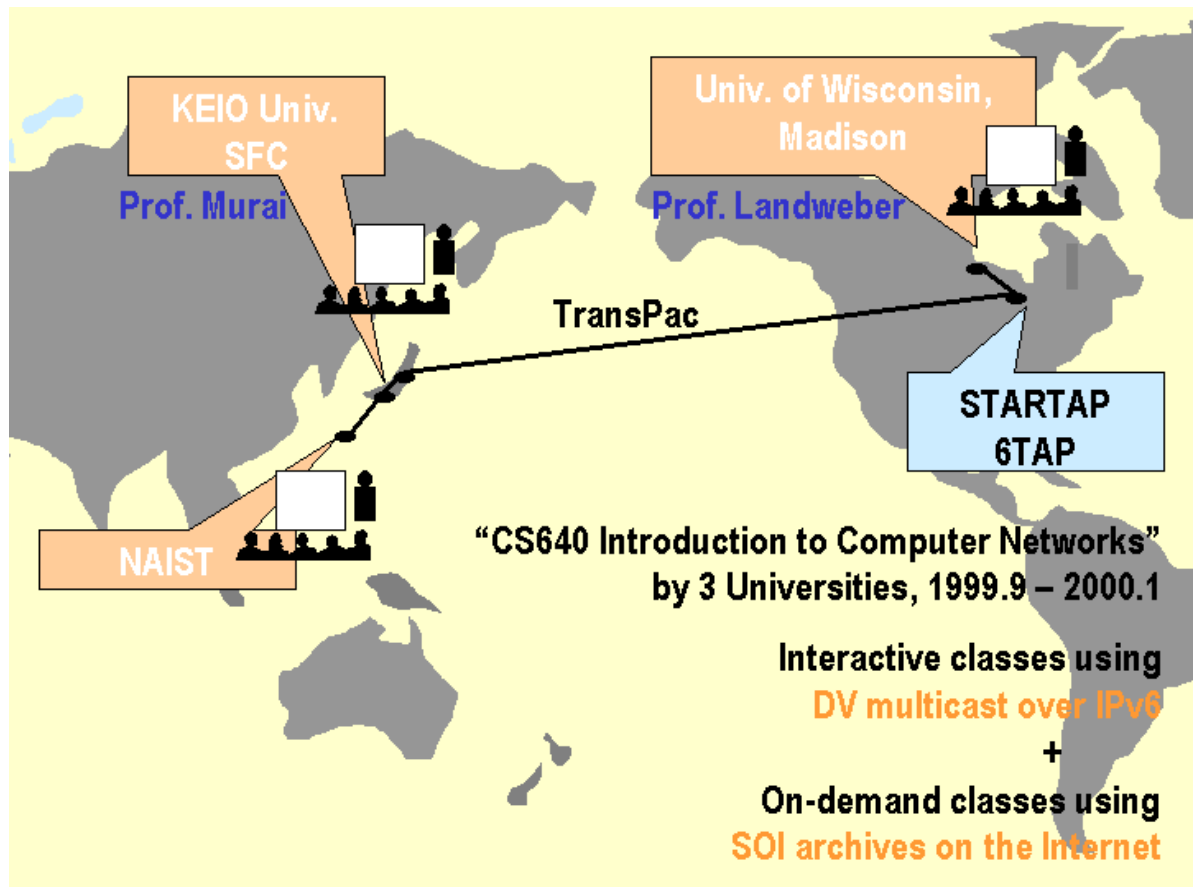 KEIO Univ.
SFC
Prof. Murai
Univ. of Wisconsin,
Madison
Prof. Landweber
TransPac
STARTAP
6TAP
NAIST
“CS640 Introduction to Computer Networks”
by 3 Universities, 1999.9 – 2000.1
Interactive classes using
DV multicast over IPv6
+
On-demand classes using
SOI archives on the Internet